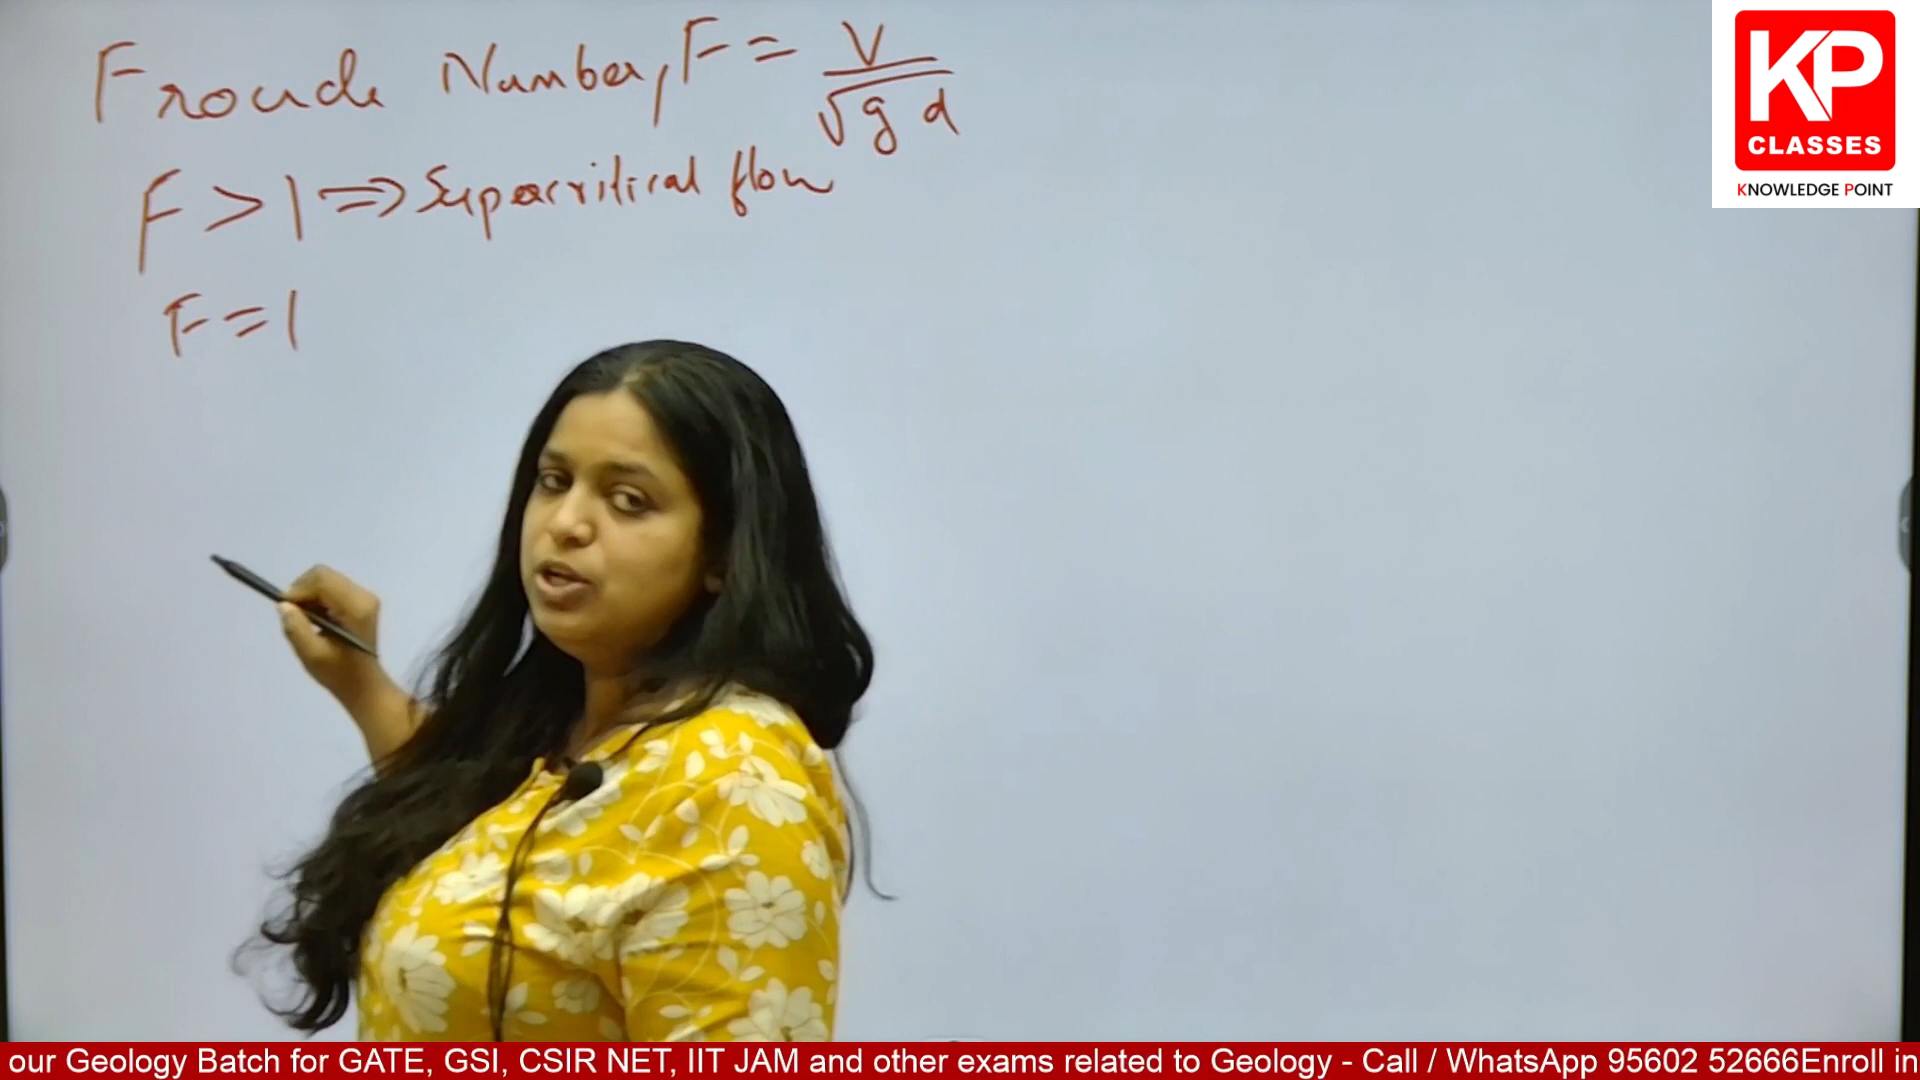 Froude Number, F = V / √g d
F > 1 ⇒ Supercritical flow
F = 1
KP
CLASSES
KNOWLEDGE POINT
our Geology Batch for GATE, GSI, CSIR NET, IIT JAM and other exams related to Geology - Call / WhatsApp 95602 52666Enroll in